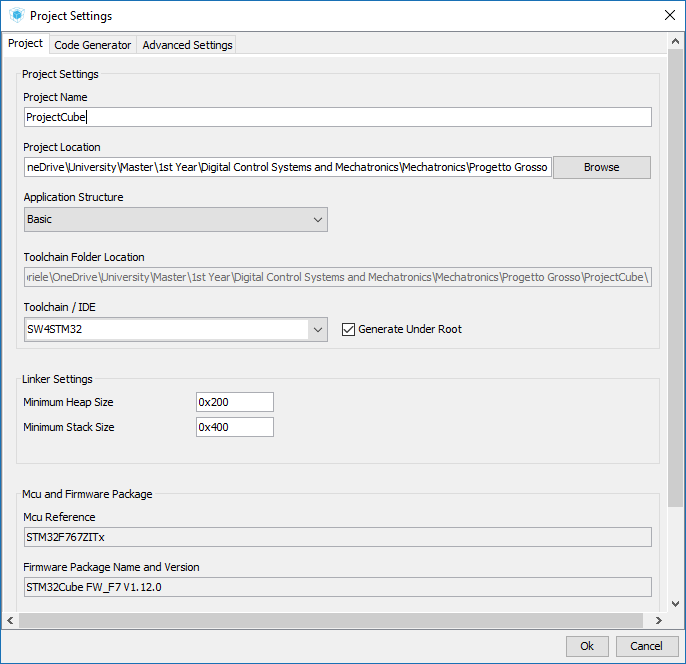 Project Settings
Project
Code Generator
Advanced Settings
Project Settings
Project Name
ProjectCube
Project Location
neDrive\University\Master\1st Year\Digital Control Systems and Mechatronics\Mechatronics\Progetto Grosso
Browse
Application Structure
Basic
Toolchain Folder Location
riele\OneDrive\University\Master\1st Year\Digital Control Systems and Mechatronics\Mechatronics\Progetto Grosso\ProjectCube\
Toolchain / IDE
SW4STM32
Generate Under Root
Linker Settings
Minimum Heap Size
0x200
Minimum Stack Size
0x400
Mcu and Firmware Package
Mcu Reference
STM32F767ZITx
Firmware Package Name and Version
STM32Cube FW_F7 V1.12.0
Ok
Cancel